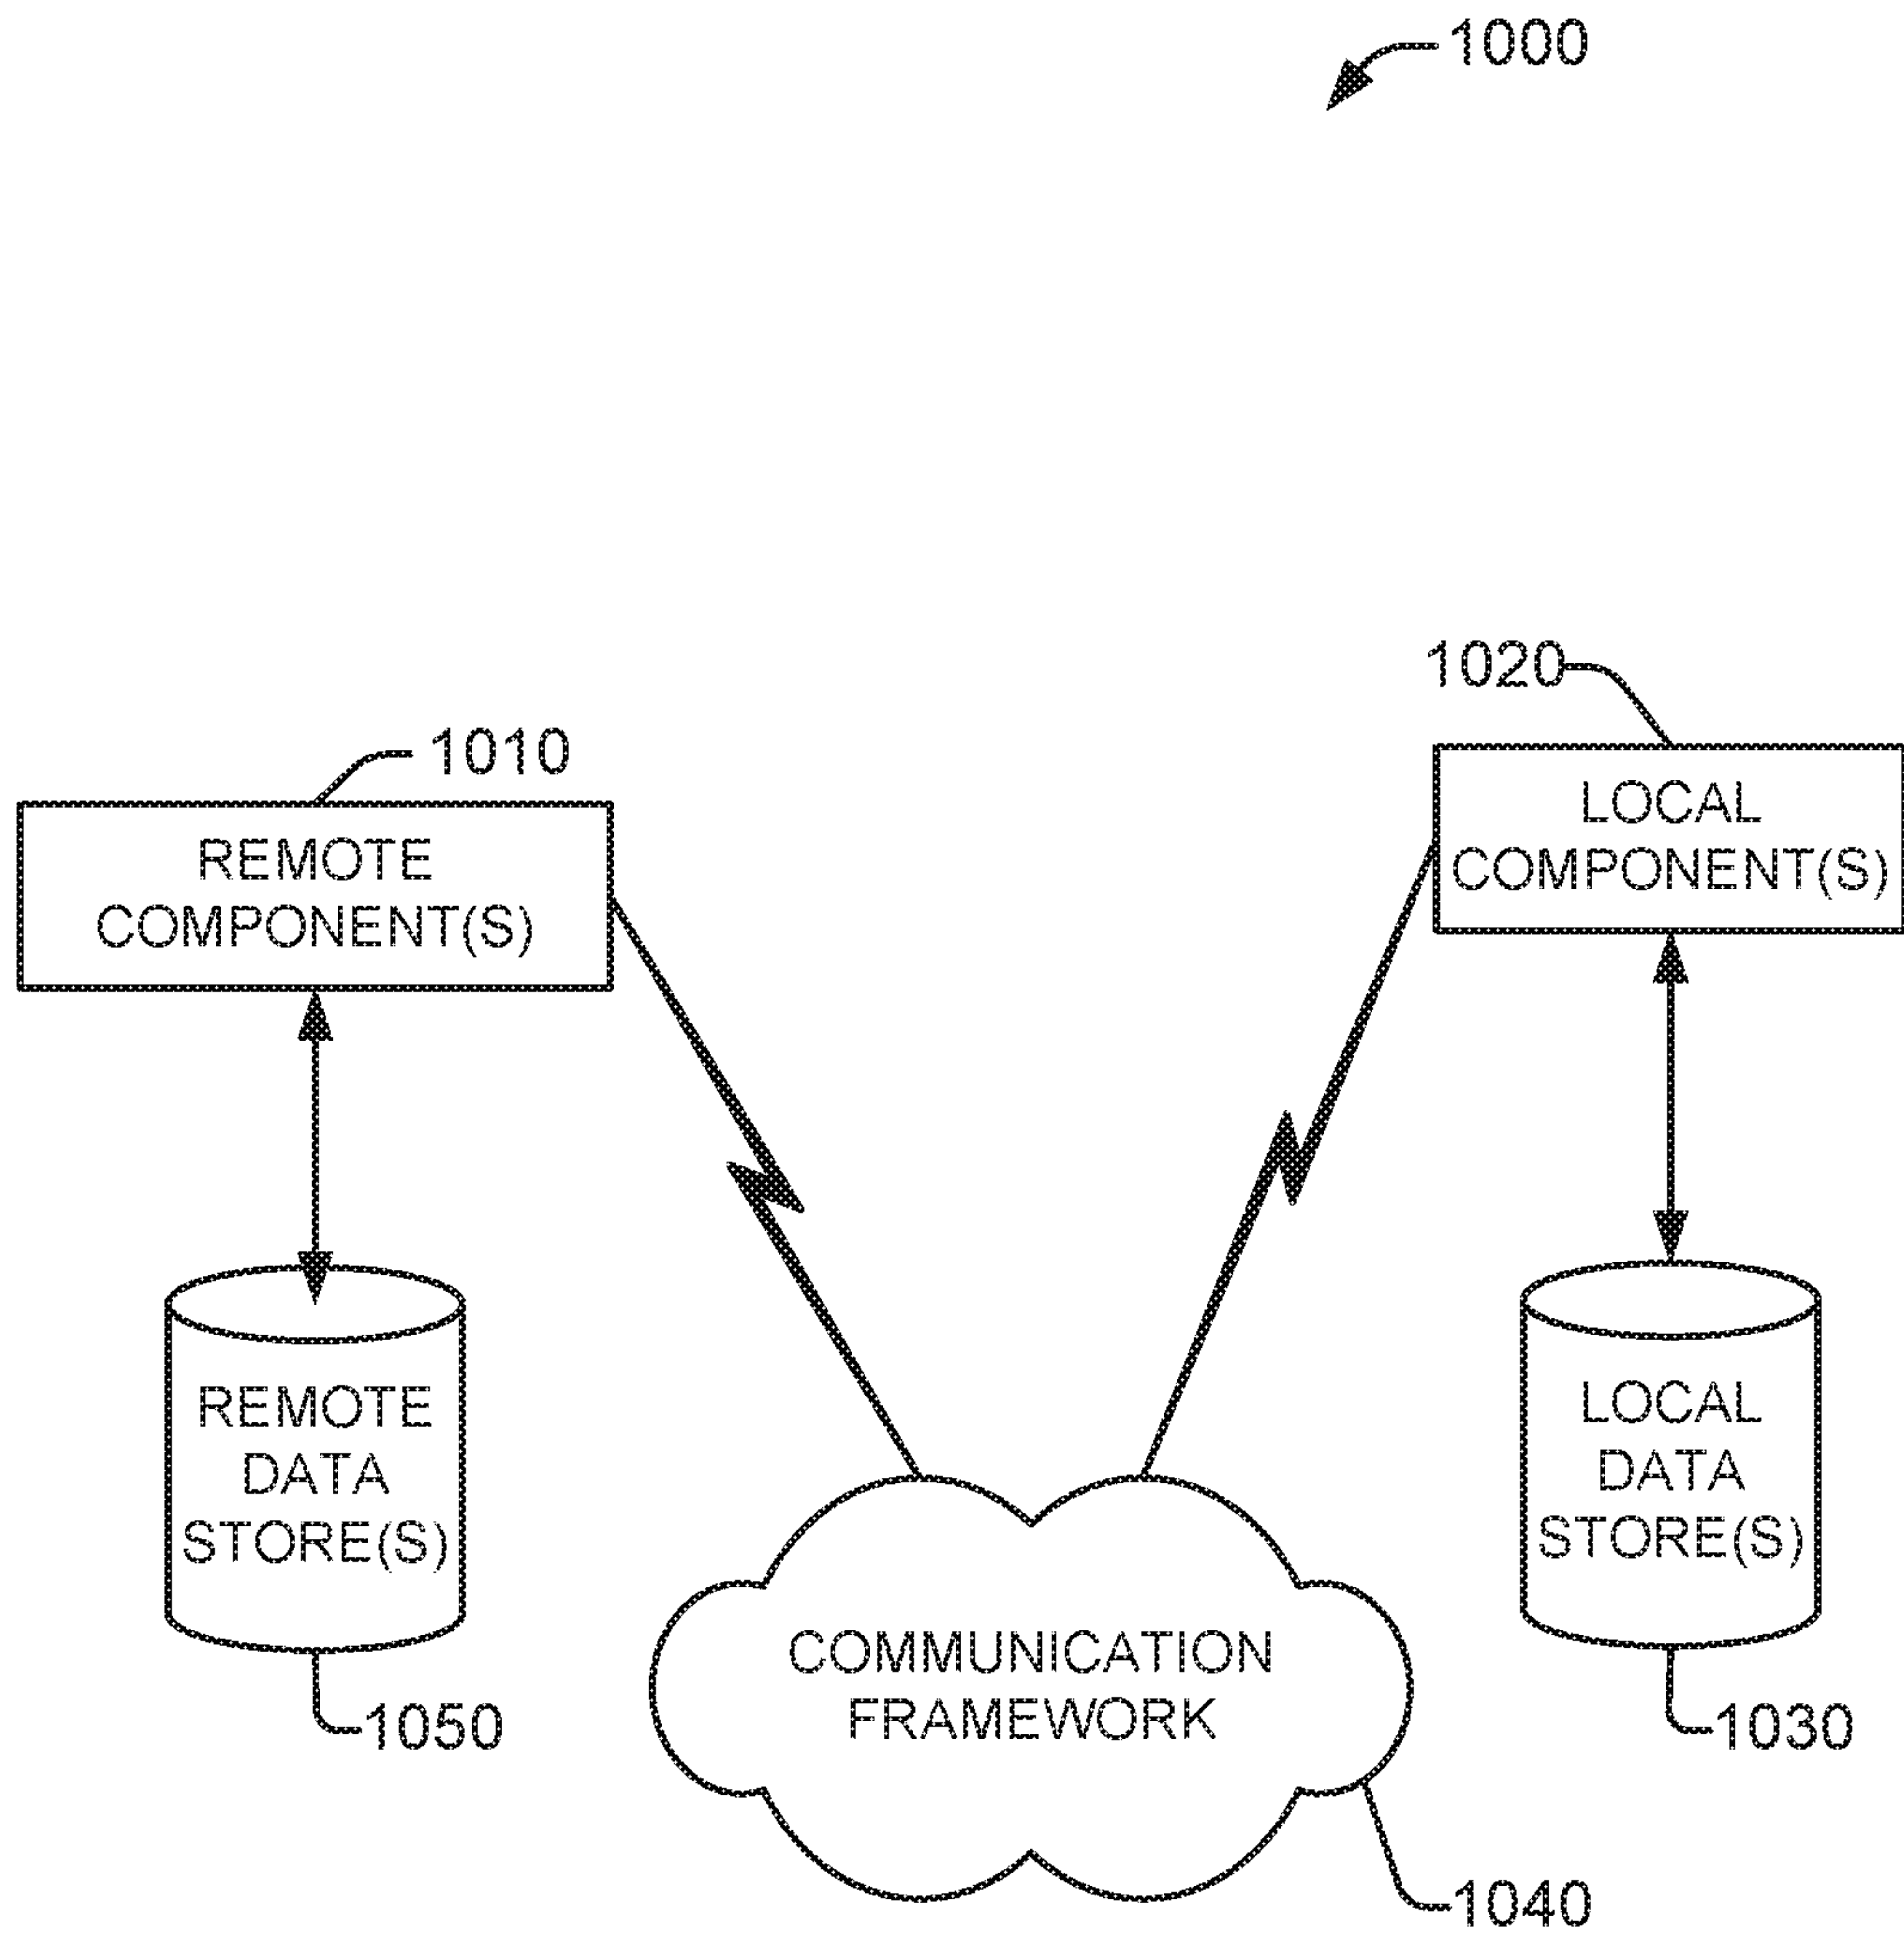 1000
1020
1010
LOCAL
COMPONENT(S)
REMOTE
COMPONENT(S)
REMOTE
DATA
STORE(S)
LOCAL
DATA
STORE(S)
COMMUNICATION
FRAMEWORK
1050
1030
1040